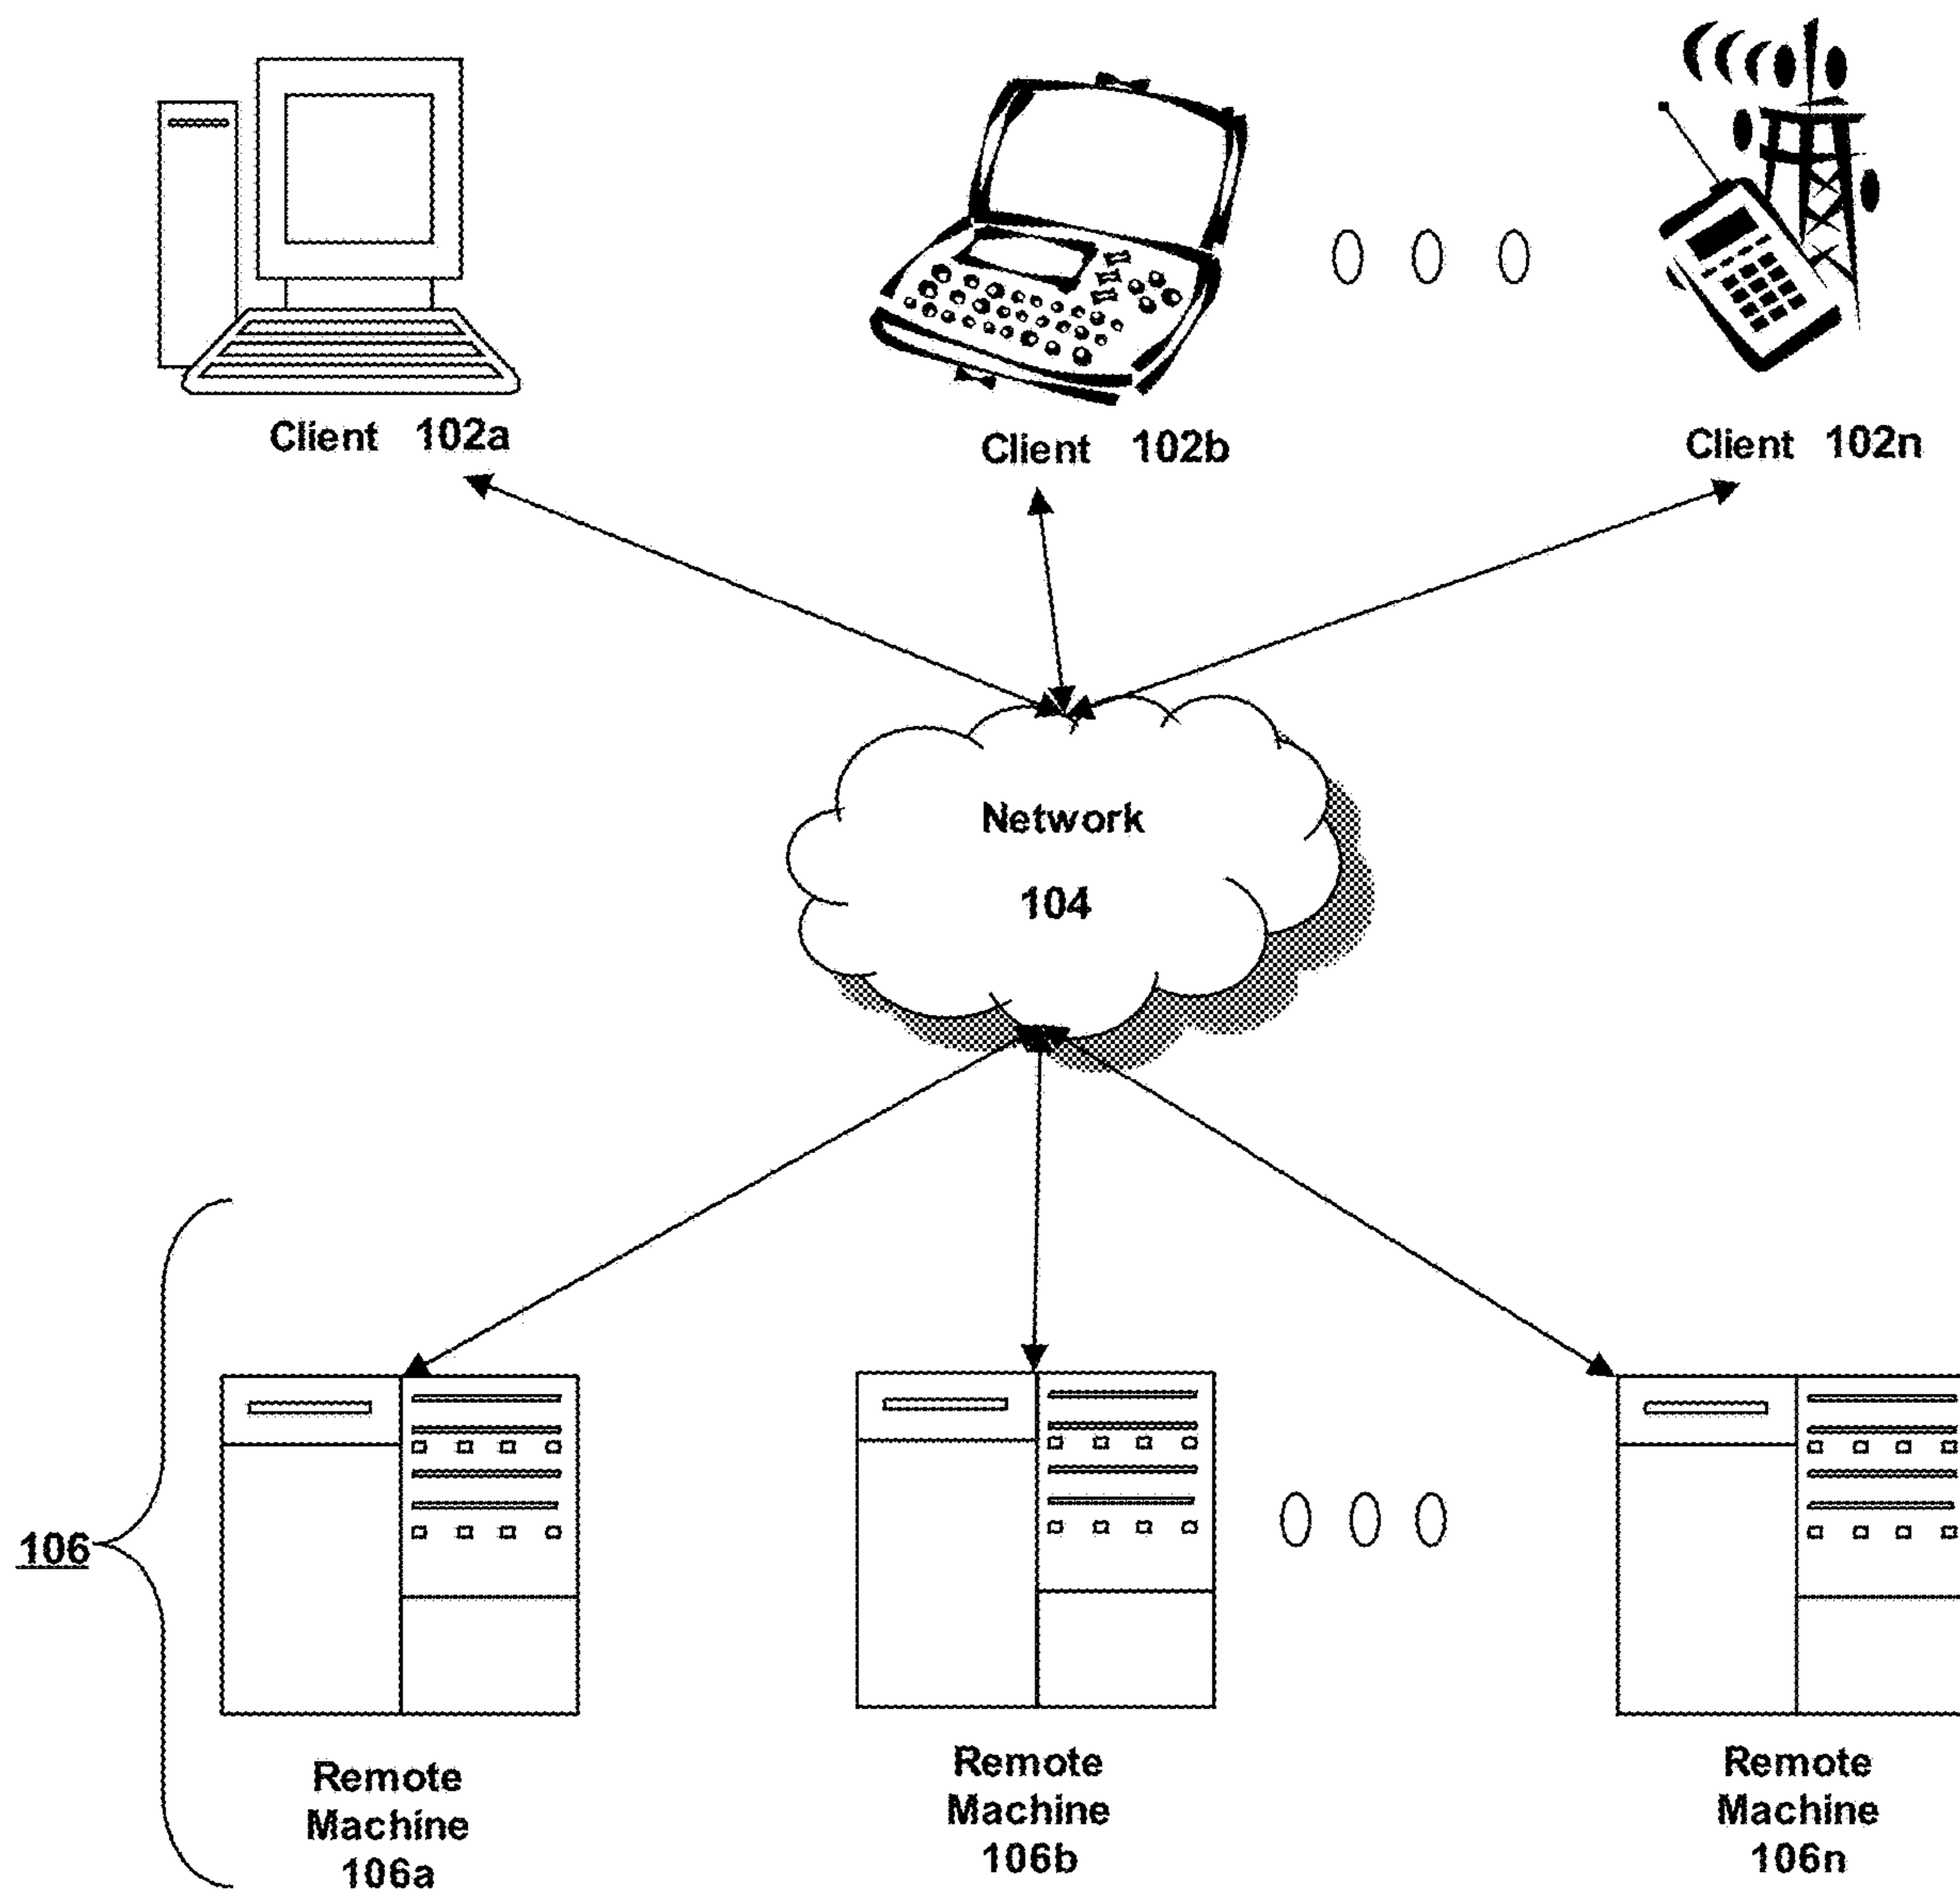 Client 102a
Client 102b
Client 102n
Network
104
106
Remote
Machine
106a
Remote
Machine
106b
Remote
Machine
106n